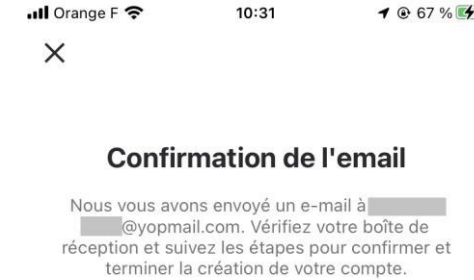 Orange F 10:31 67 %
Confirmation de l'email
Nous vous avons envoyé un e-mail à
@yopmail.com. Vérifiez votre boîte de
réception et suivez les étapes pour confirmer et
terminer la création de votre compte.